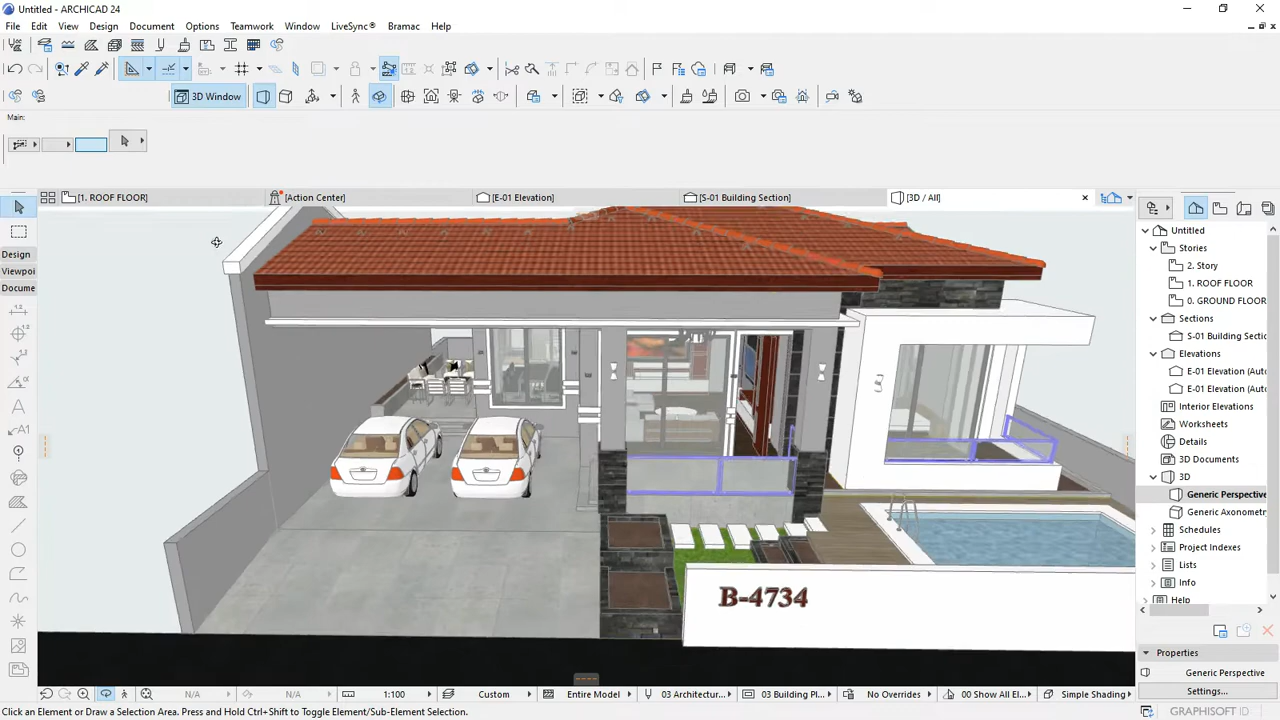 Untitled - ARCHICAD 24
File Edit View Design Document Options Teamwork Window LiveSync® Bramac Help
3D Window
Main:
[1. ROOF FLOOR]
[Action Center]
[E-01 Elevation]
[S-01 Building Section]
[3D / All]
Design
Viewpoi
Docume
Untitled
Stories
2. Story
1. ROOF FLOOR
0. GROUND FLOOR
Sections
S-01 Building Sectio
Elevations
E-01 Elevation (Auto
E-01 Elevation (Auto
Interior Elevations
Worksheets
Details
3D Documents
3D
Generic Perspective
Generic Axonometr
Schedules
Project Indexes
Lists
Info
Help
B-4734
Properties
Generic Perspective
Settings...
N/A N/A 1:100 Custom Entire Model 03 Architectur... 03 Building Pl... No Overrides 00 Show All El... Simple Shading
Click an Element or Draw a Selection Area. Press and Hold Ctrl+Shift to Toggle Element/Sub-Element Selection.
GRAPHISOFT ID